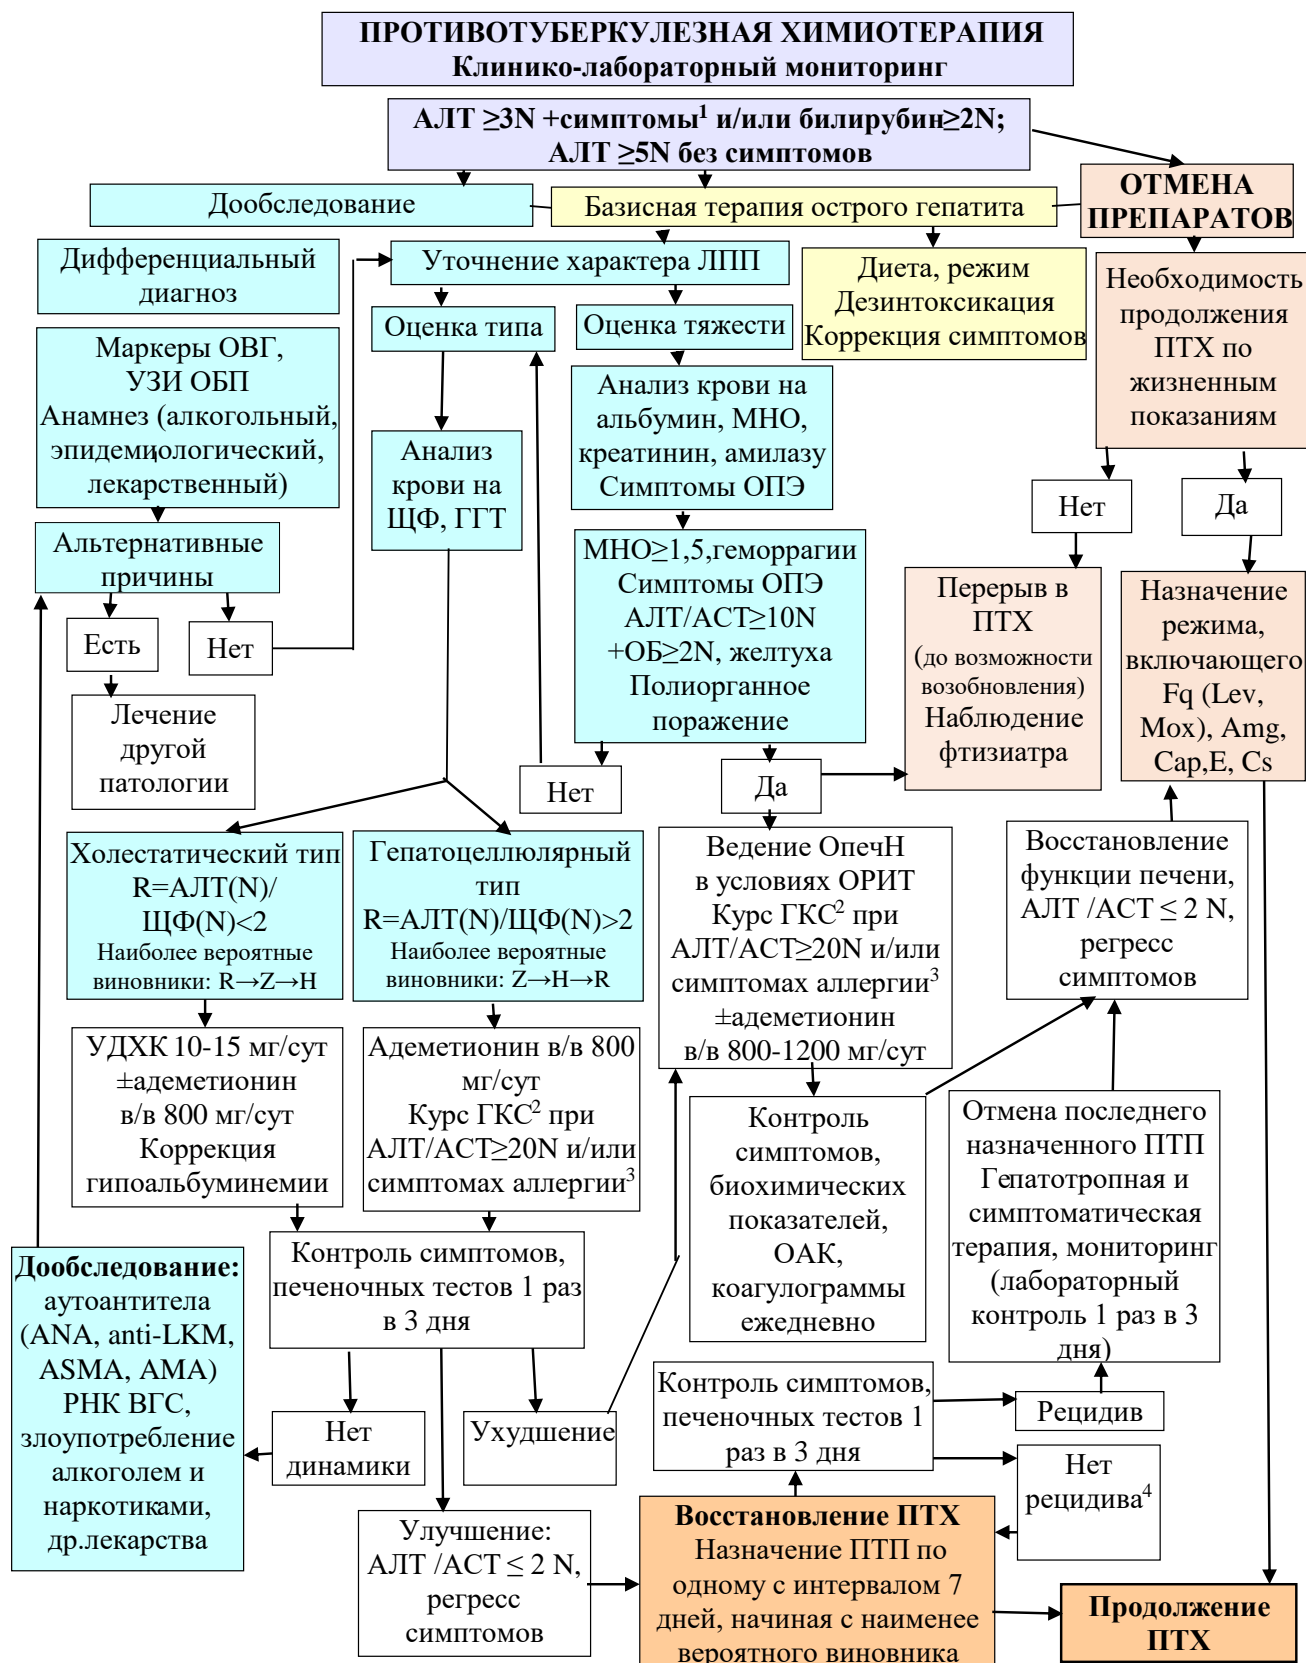 ПРОТИВОТУБЕРКУЛЕЗНАЯ ХИМИОТЕРАПИЯ
Клинико-лабораторный мониторинг
АЛТ ≥3N +симптомы¹ и/или билирубин≥2N;
АЛТ ≥5N без симптомов
Дообследование
Базисная терапия острого гепатита
ОТМЕНА
ПРЕПАРАТОВ
Дифференциальный
диагноз
Уточнение характера ЛПП
Диета, режим
Дезинтоксикация
Коррекция симптомов
Необходимость
продолжения
ПТХ по
жизненным
показаниям
Оценка типа
Оценка тяжести
Маркеры ОВГ,
УЗИ ОБП
Анамнез (алкогольный,
эпидемиологический,
лекарственный)
Анализ
крови на
ЩФ, ГГТ
Анализ крови на
альбумин, МНО,
креатинин, амилазу
Симптомы ОПЭ
Нет
Да
Альтернативные
причины
МНО≥1,5,геморрагии
Симптомы ОПЭ
АЛТ/АСТ≥10N
+ОБ≥2N, желтуха
Полиорганное
поражение
Перерыв в
ПТХ
(до возможности
возобновления)
Наблюдение
фтизиатра
Назначение
режима,
включающего
Fq (Lev,
Mox), Amg,
Cap,E, Cs
Есть
Нет
Лечение
другой
патологии
Нет
Да
Холестатический тип
R=АЛТ(N)/
ЩФ(N)<2
Наиболее вероятные
виновники: R→Z→H
Гепатоцеллюлярный
тип
R=АЛТ(N)/ЩФ(N)>2
Наиболее вероятные
виновники: Z→H→R
Ведение ОпечН
в условиях ОРИТ
Курс ГКС² при
АЛТ/АСТ≥20N и/или
симптомах аллергии³
±адеметионин
в/в 800-1200 мг/сут
Восстановление
функции печени,
АЛТ /АСТ ≤ 2 N,
регресс
симптомов
УДХК 10-15 мг/сут
±адеметионин
в/в 800 мг/сут
Коррекция
гипоальбуминемии
Адеметионин в/в 800
мг/сут
Курс ГКС² при
АЛТ/АСТ≥20N и/или
симптомах аллергии³
Контроль
симптомов,
биохимических
показателей,
ОАК,
коагулограммы
ежедневно
Отмена последнего
назначенного ПТП
Гепатотропная и
симптоматическая
терапия, мониторинг
(лабораторный
контроль 1 раз в 3
дня)
Дообследование:
аутоантитела
(ANA, anti-LKM,
ASMA, AMA)
РНК ВГС,
злоупотребление
алкоголем и
наркотиками,
др.лекарства
Контроль симптомов,
печеночных тестов 1 раз
в 3 дня
Нет
динамики
Ухудшение
Контроль симптомов,
печеночных тестов 1
раз в 3 дня
Рецидив
Нет
рецидива⁴
Улучшение:
АЛТ /АСТ ≤ 2 N,
регресс
симптомов
Восстановление ПТХ
Назначение ПТП по
одному с интервалом 7
дней, начиная с наименее
вероятного виновника
Продолжение
ПТХ